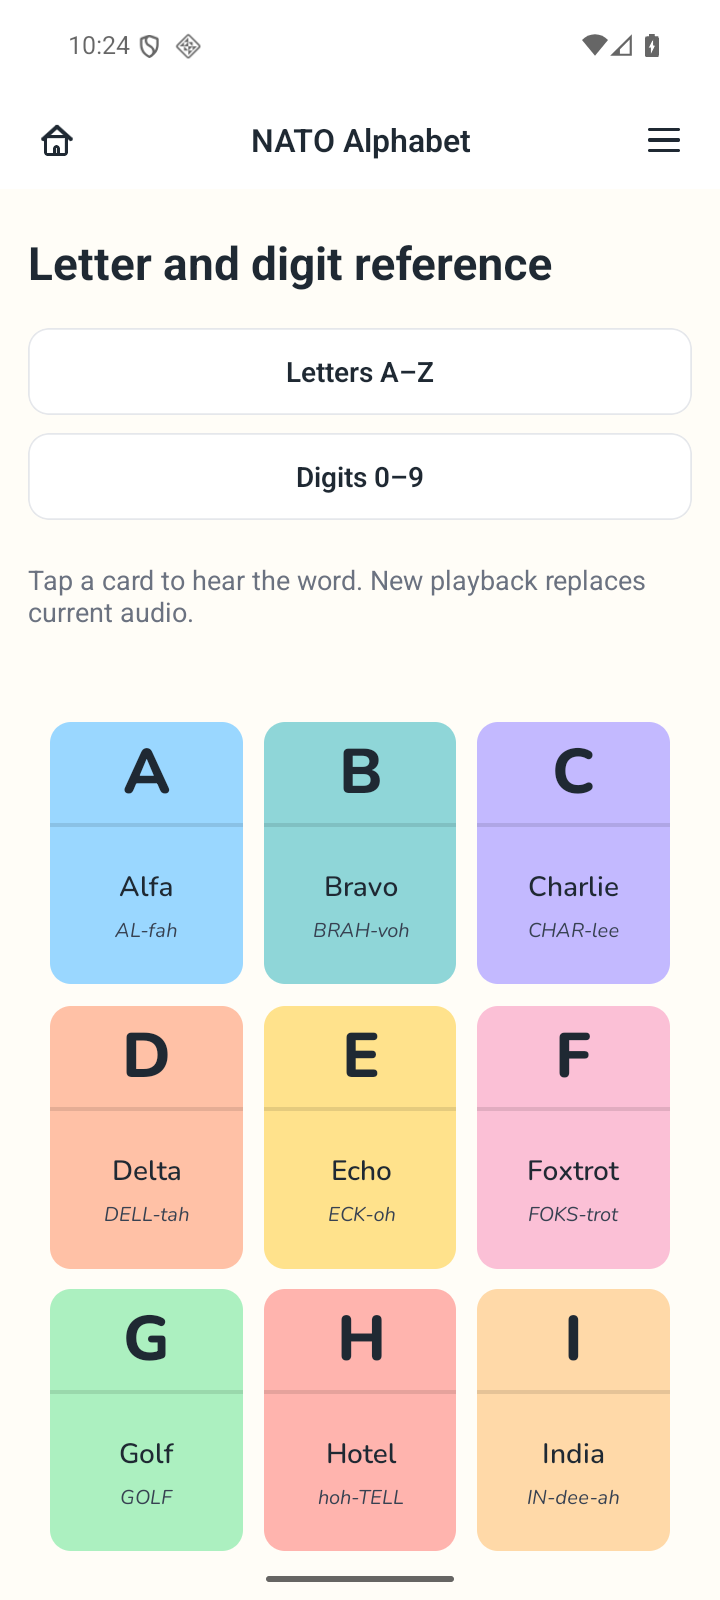 10:24
NATO Alphabet
Letter and digit reference
Letters A–Z
Digits 0–9
Tap a card to hear the word. New playback replaces
current audio.
A
Alfa
AL-fah
B
Bravo
BRAH-voh
C
Charlie
CHAR-lee
D
Delta
DELL-tah
E
Echo
ECK-oh
F
Foxtrot
FOKS-trot
G
Golf
GOLF
H
Hotel
hoh-TELL
I
India
IN-dee-ah